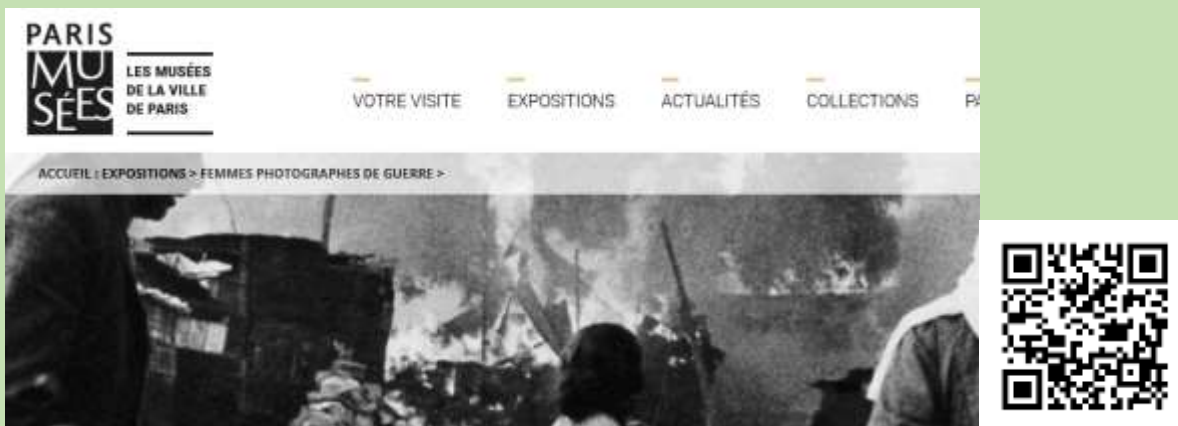 PARIS
MU
SÉES
LES MUSÉES
DE LA VILLE
DE PARIS
VOTRE VISITE EXPOSITIONS ACTUALITÉS COLLECTIONS PA
ACCUEIL : EXPOSITIONS > FEMMES PHOTOGRAPHES DE GUERRE >